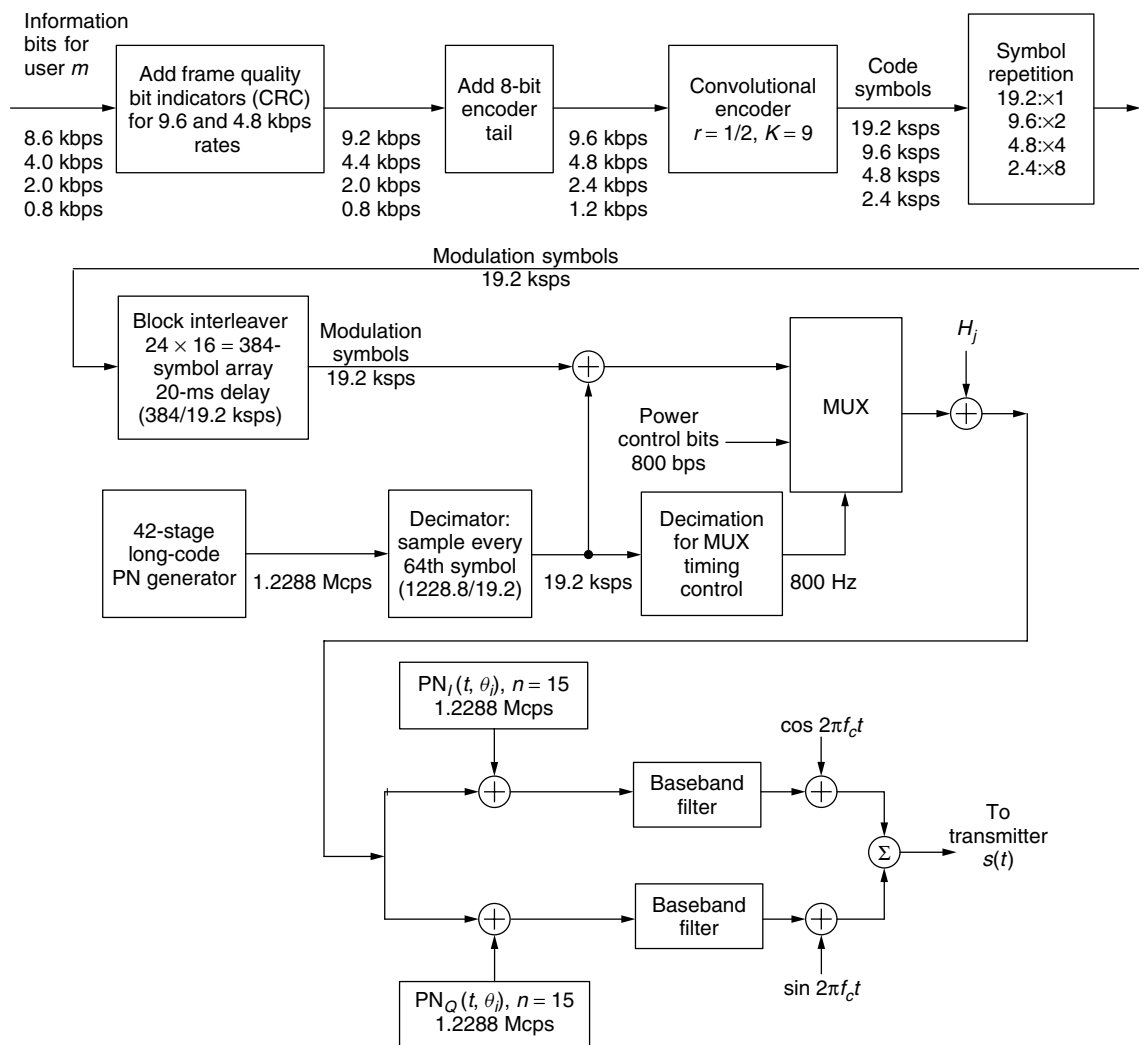 Information
bits for
user m
8.6 kbps
4.0 kbps
2.0 kbps
0.8 kbps
Add frame quality
bit indicators (CRC)
for 9.6 and 4.8 kbps
rates
9.2 kbps
4.4 kbps
2.0 kbps
0.8 kbps
Add 8-bit
encoder
tail
9.6 kbps
4.8 kbps
2.4 kbps
1.2 kbps
Convolutional
encoder
r = 1/2, K = 9
Code
symbols
19.2 ksps
9.6 ksps
4.8 ksps
2.4 ksps
Symbol
repetition
19.2:×1
9.6:×2
4.8:×4
2.4:×8
Modulation symbols
19.2 ksps
Block interleaver
24 × 16 = 384-
symbol array
20-ms delay
(384/19.2 ksps)
Modulation
symbols
19.2 ksps
+
Power
control bits
800 bps
MUX
H_j
+
42-stage
long-code
PN generator
1.2288 Mcps
Decimator:
sample every
64th symbol
(1228.8/19.2)
19.2 ksps
Decimation
for MUX
timing
control
800 Hz
PN_I(t, θ_i), n = 15
1.2288 Mcps
+
Baseband
filter
cos 2πf_ct
+
Σ
To
transmitter
s(t)
+
Baseband
filter
+
sin 2πf_ct
PN_Q(t, θ_i), n = 15
1.2288 Mcps